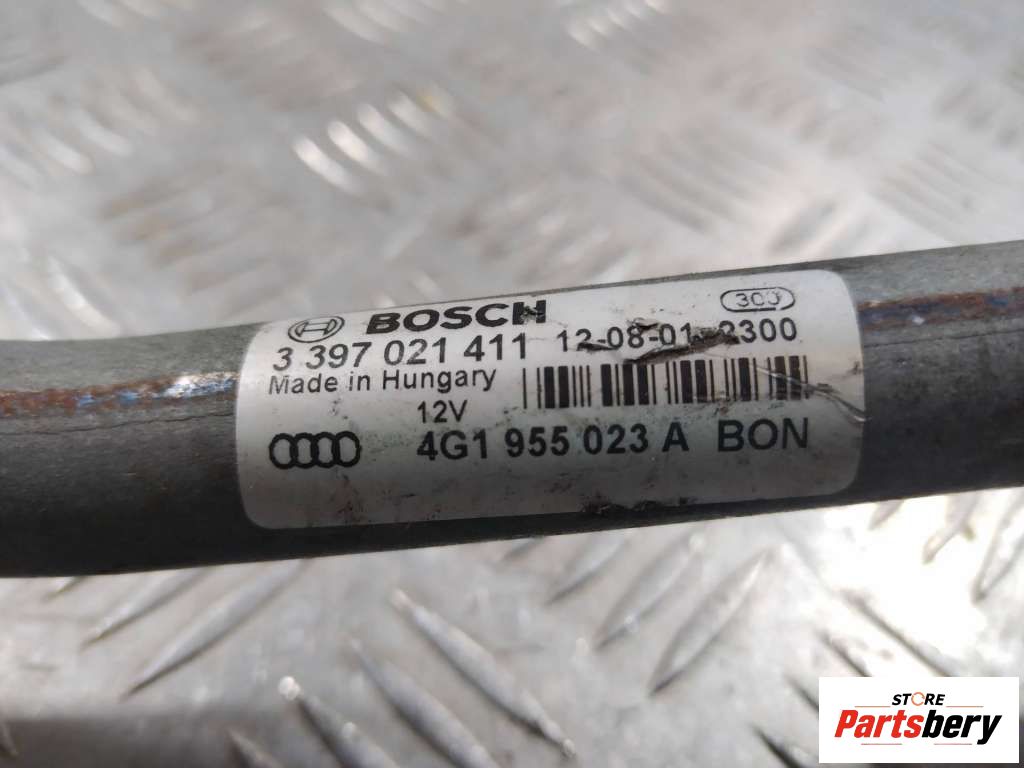 BOSCH 300
3 397 021 411 12-08-01 2300
Made in Hungary
12V
4G1 955 023 A BON
STORE
Partsbery